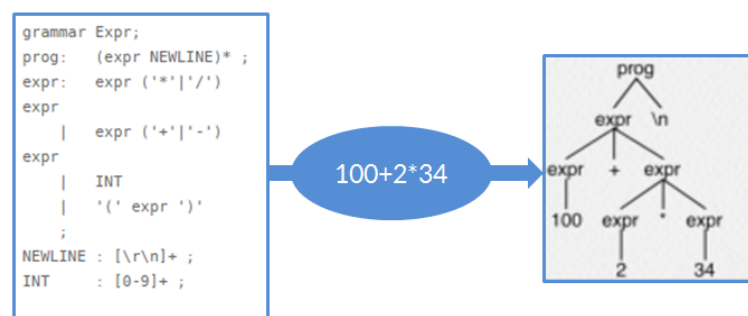 grammar Expr;
prog:   (expr NEWLINE)* ;
expr:   expr ('*'|'/')
expr
    |   expr ('+'|'-')
expr
    |   INT
    |   '(' expr ')'
    ;
NEWLINE : [\r\n]+ ;
INT     : [0-9]+ ;
100+2*34
prog
expr \n
expr + expr
100 expr * expr
2 34